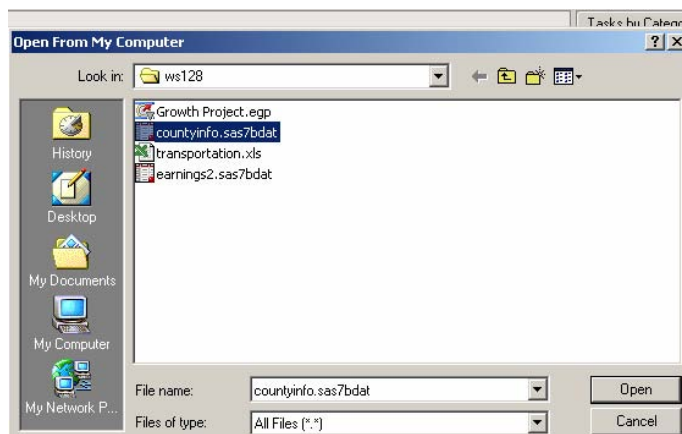 Tasks by Categ
Open From My Computer
Look in: ws128
Growth Project.egp
countyinfo.sas7bdat
transportation.xls
earnings2.sas7bdat
History
Desktop
My Documents
My Computer
My Network P...
File name: countyinfo.sas7bdat Open
Files of type: All Files (*.*) Cancel